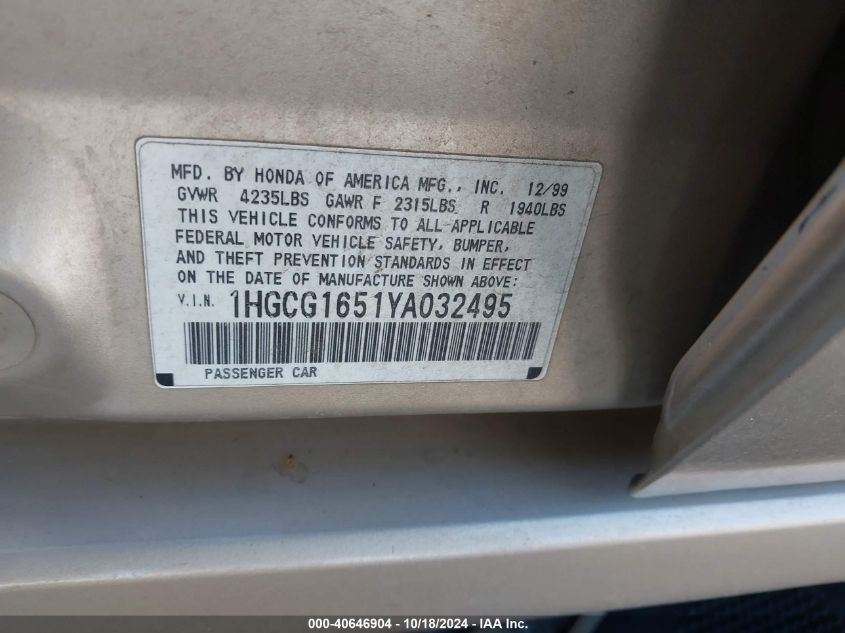 MFD. BY HONDA OF AMERICA MFG., INC. 12/99
GVWR 4235LBS GAWR F 2315LBS R 1940LBS
THIS VEHICLE CONFORMS TO ALL APPLICABLE
FEDERAL MOTOR VEHICLE SAFETY, BUMPER,
AND THEFT PREVENTION STANDARDS IN EFFECT
ON THE DATE OF MANUFACTURE SHOWN ABOVE:
V.I.N. 1HGCG1651YA032495
PASSENGER CAR
000-40646904 - 10/18/2024 - IAA Inc.